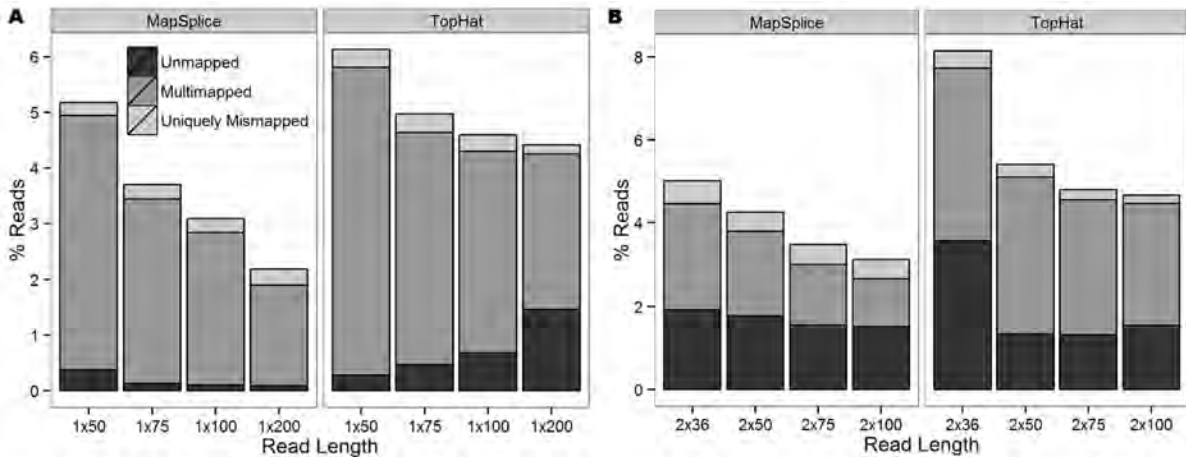 A
MapSplice
TopHat
Unmapped
Multimapped
Uniquely Mismapped
% Reads
6
5
4
3
2
1
0
1x50
1x75
1x100
1x200
1x50
1x75
1x100
1x200
Read Length
B
MapSplice
TopHat
% Reads
8
6
4
2
0
2x36
2x50
2x75
2x100
2x36
2x50
2x75
2x100
Read Length